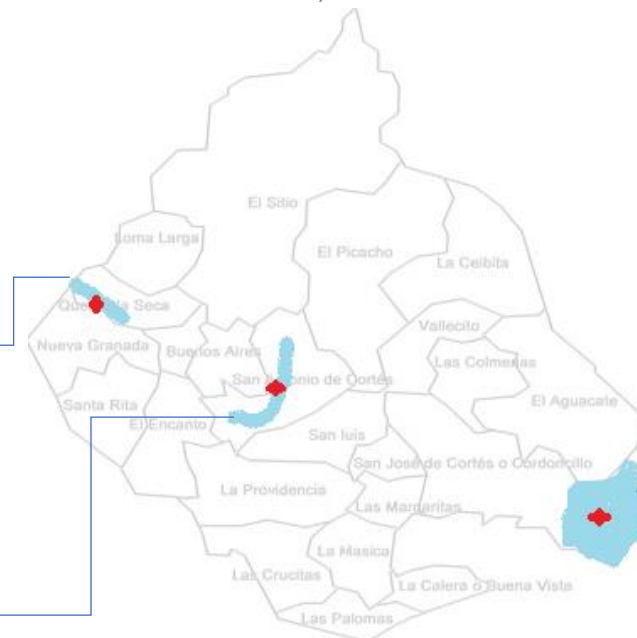 El Sitio
Loma Larga
El Picacho
La Ceibita
Seca
Vallecito
Nueva Granada
Buenos Aires
Las Colmenas
San Antonio de Cortés
El Aguacate
Santa Rita
El Encanto
San luis
San José de Cortés o Cordoncillo
La Providencia
Las Margaritas
La Masica
Las Crucitas
La Calera o Buena Vista
Las Palomas